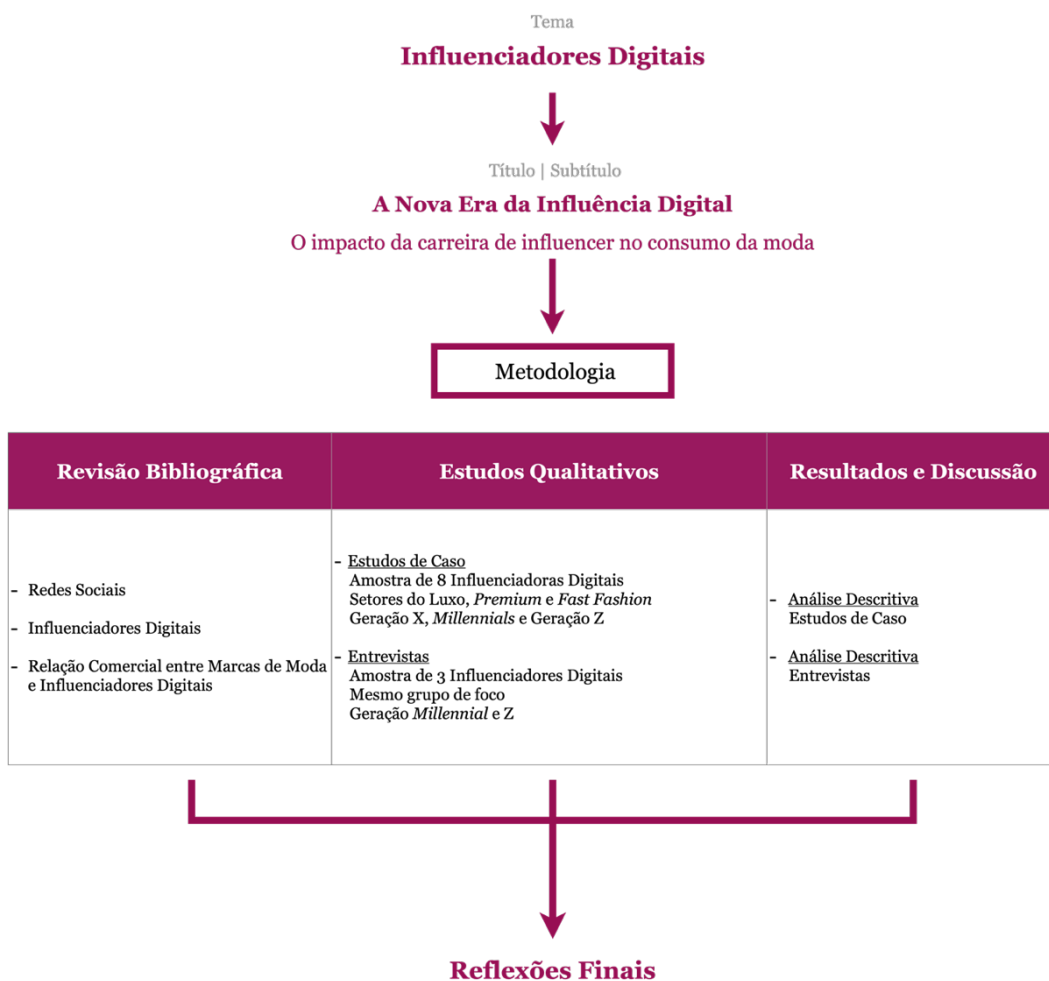 Tema
Influenciadores Digitais
Título | Subtítulo
A Nova Era da Influência Digital
O impacto da carreira de influencer no consumo da moda
Metodologia
Revisão Bibliográfica
- Redes Sociais
- Influenciadores Digitais
- Relação Comercial entre Marcas de Moda
e Influenciadores Digitais
Estudos Qualitativos
- Estudos de Caso
Amostra de 8 Influenciadoras Digitais
Setores do Luxo, Premium e Fast Fashion
Geração X, Millennials e Geração Z
- Entrevistas
Amostra de 3 Influenciadores Digitais
Mesmo grupo de foco
Geração Millennial e Z
Resultados e Discussão
- Análise Descritiva
Estudos de Caso
- Análise Descritiva
Entrevistas
Reflexões Finais